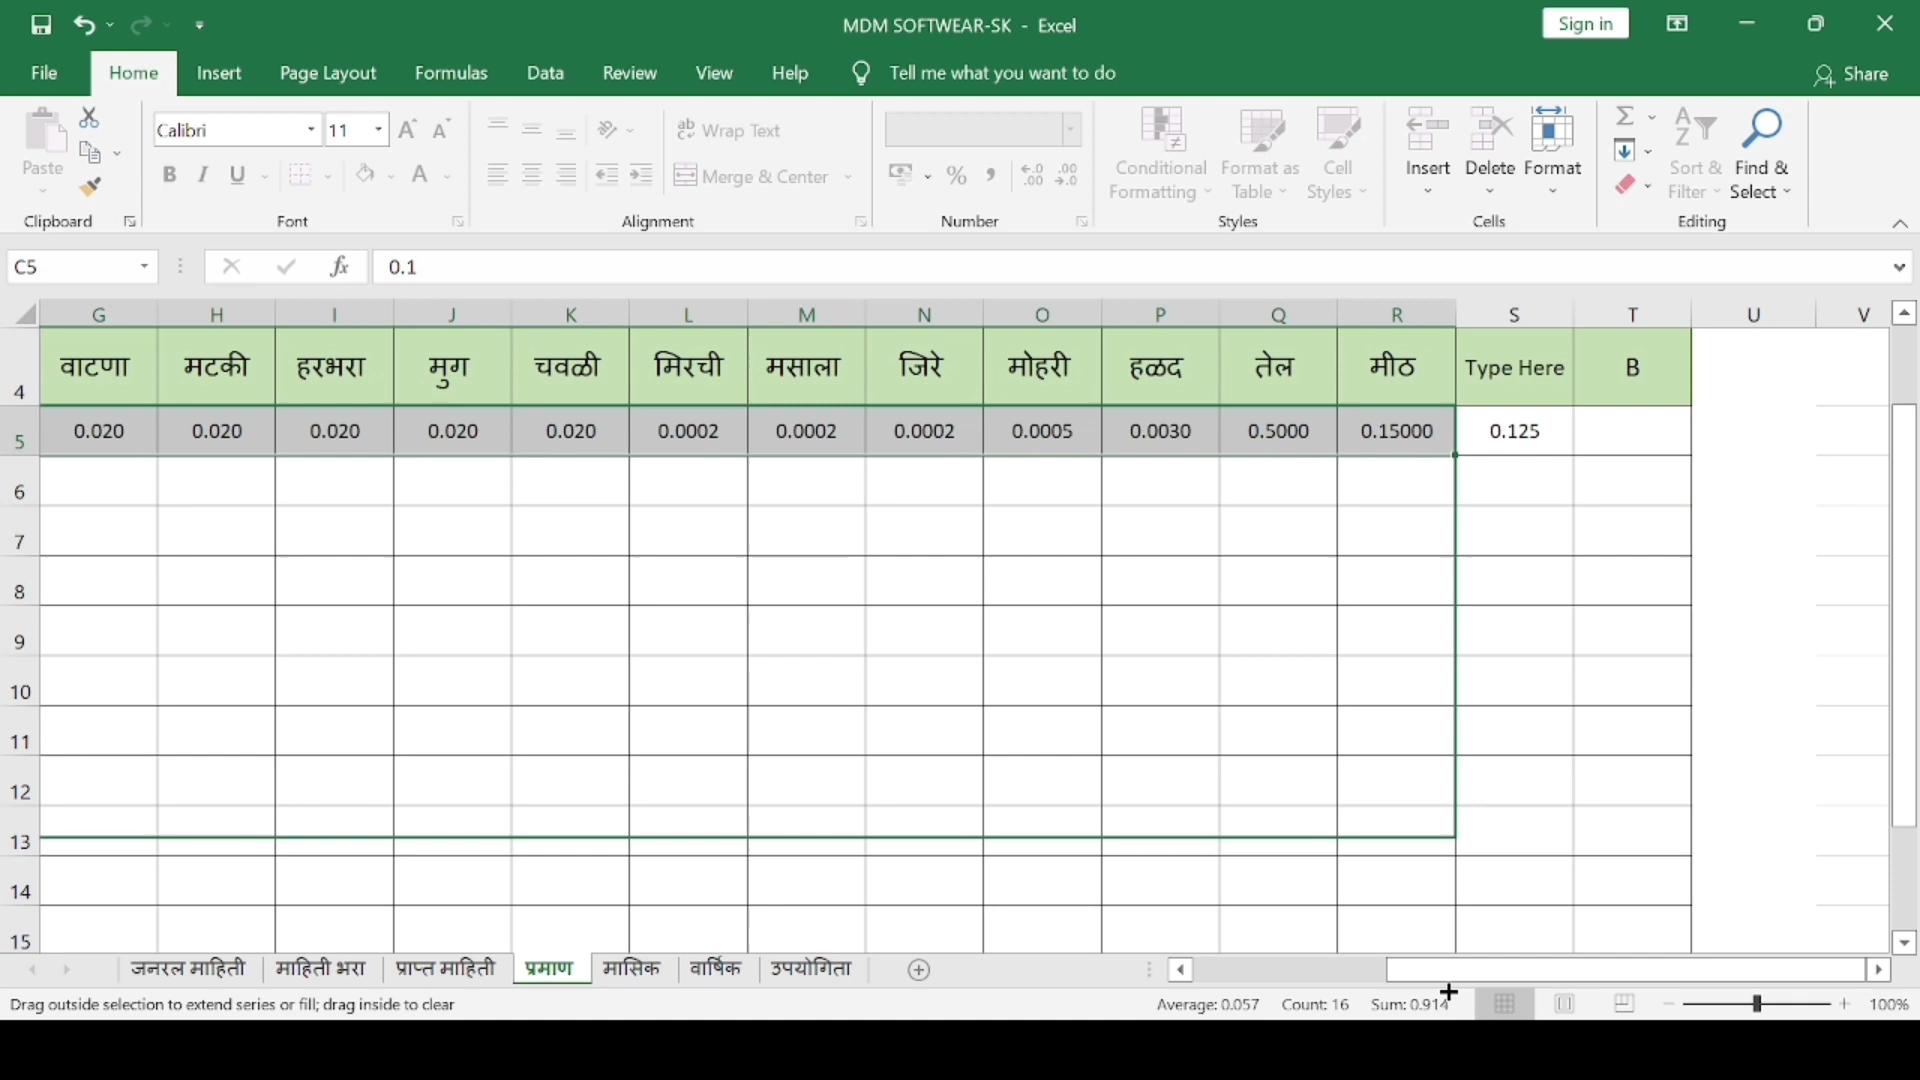 MDM SOFTWEAR-SK - Excel
Sign in
File Home Insert Page Layout Formulas Data Review View Help Tell me what you want to do Share
Calibri 11
Wrap Text
Paste
B I U
Merge & Center
% ,
Conditional Formatting
Format as Table
Cell Styles
Insert Delete Format
Sort & Filter
Find & Select
Clipboard Font Alignment Number Styles Cells Editing
C5 fx 0.1
G H I J K L M N O P Q R S T U V
4 वाटणा मटकी हरभरा मुग चवळी मिरची मसाला जिरे मोहरी हळद तेल मीठ Type Here B
5 0.020 0.020 0.020 0.020 0.020 0.0002 0.0002 0.0002 0.0005 0.0030 0.5000 0.15000 0.125
6
7
8
9
10
11
12
13
14
15
जनरल माहिती माहिती भरा प्राप्त माहिती प्रमाण मासिक वार्षिक उपयोगिता
Drag outside selection to extend series or fill; drag inside to clear Average: 0.057 Count: 16 Sum: 0.914 100%